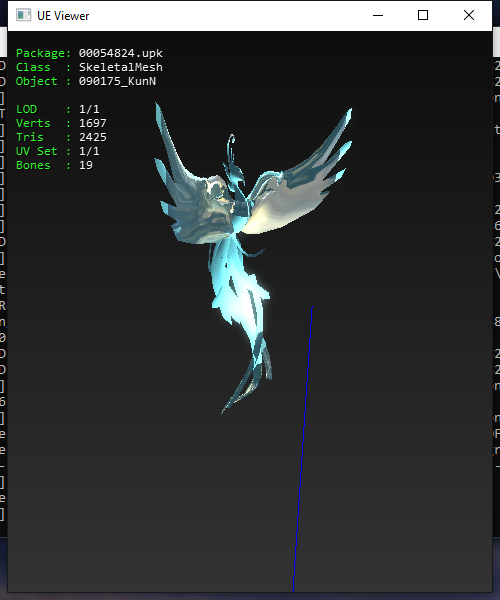 UE Viewer
Package: 00054824.upk
Class  : SkeletalMesh
Object : 090175_KunN
LOD    : 1/1
Verts  : 1697
Tris   : 2425
UV Set : 1/1
Bones  : 19